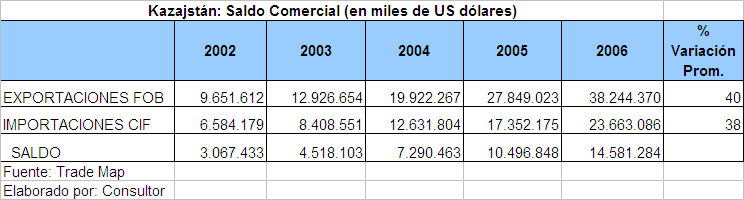 Kazajstán: Saldo Comercial (en miles de US dólares)
2002 2003 2004 2005 2006 % Variación Prom.
EXPORTACIONES FOB 9.651.612 12.926.654 19.922.267 27.849.023 38.244.370 40
IMPORTACIONES CIF 6.584.179 8.408.551 12.631.804 17.352.175 23.663.086 38
SALDO 3.067.433 4.518.103 7.290.463 10.496.848 14.581.284
Fuente: Trade Map
Elaborado por: Consultor